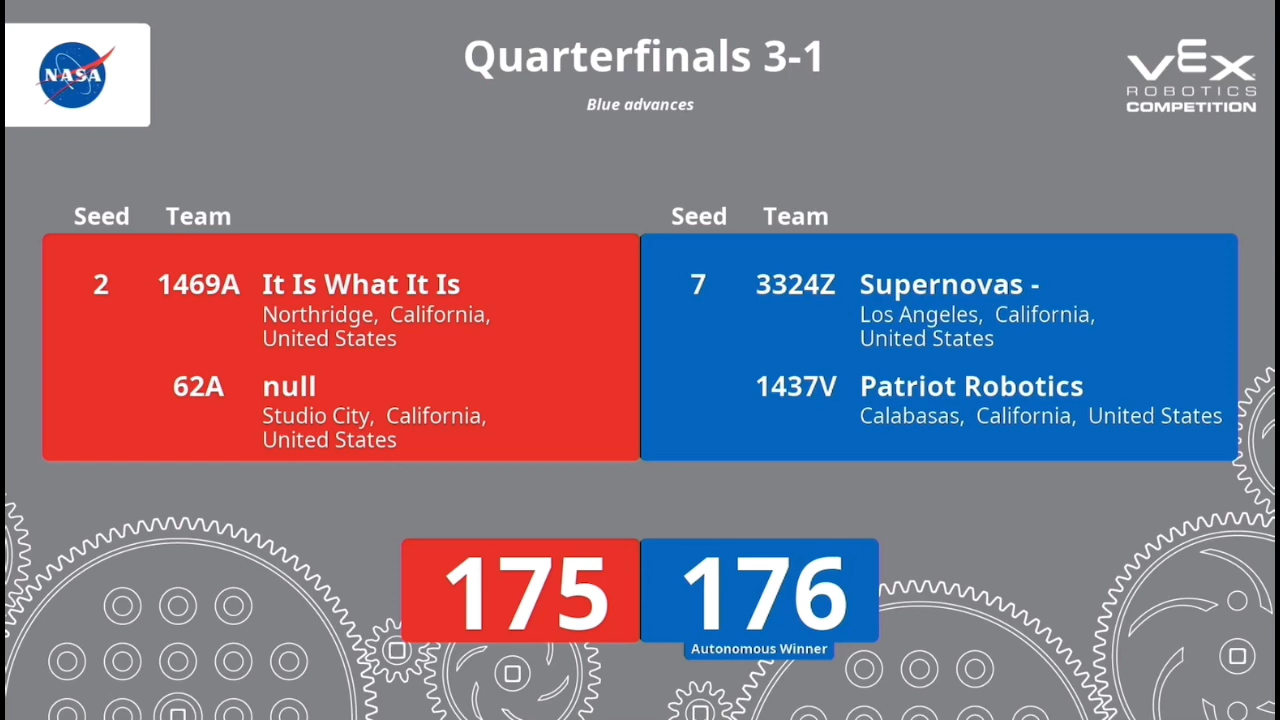 NASA
Quarterfinals 3-1
Blue advances
VEX
ROBOTICS
COMPETITION
Seed Team
Seed Team
2 1469A It Is What It Is
Northridge, California,
United States
62A null
Studio City, California,
United States
7 3324Z Supernovas -
Los Angeles, California,
United States
1437V Patriot Robotics
Calabasas, California, United States
175
176
Autonomous Winner